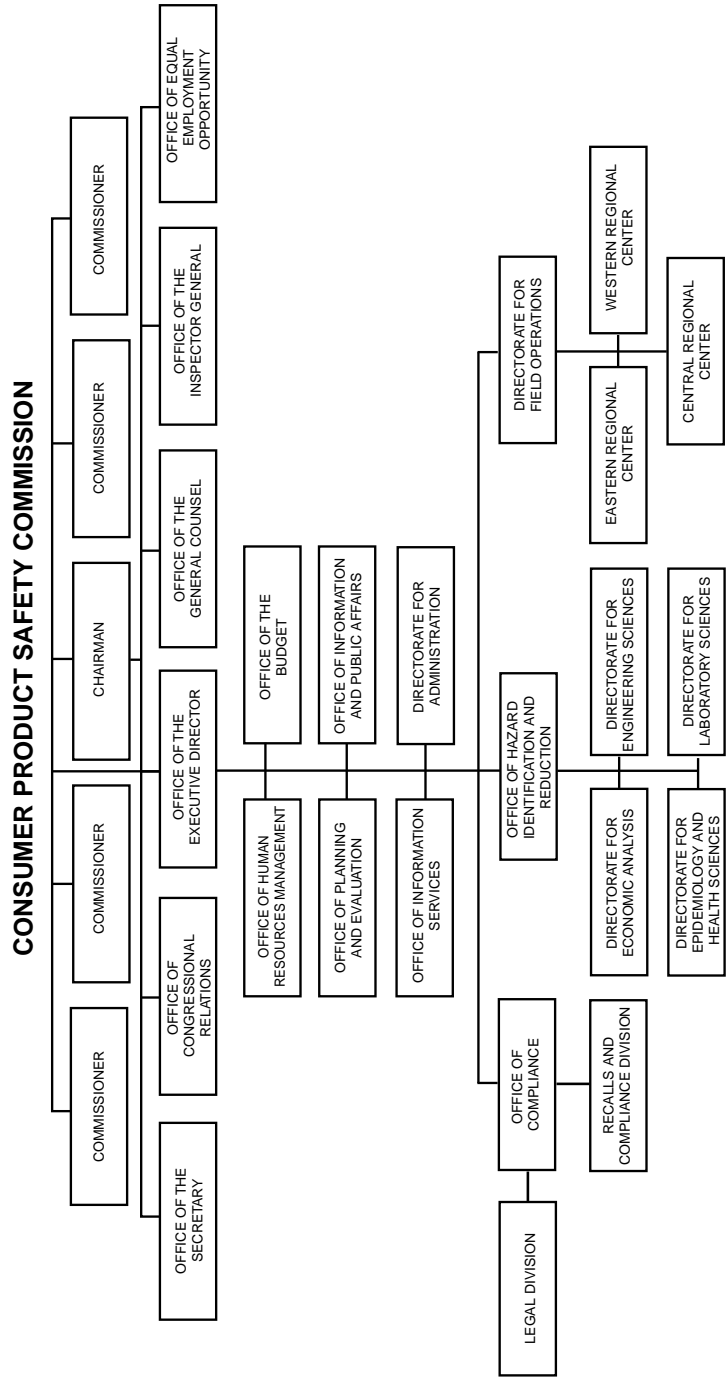 CONSUMER PRODUCT SAFETY COMMISSION
COMMISSIONER
COMMISSIONER
CHAIRMAN
COMMISSIONER
COMMISSIONER
OFFICE OF THE
SECRETARY
OFFICE OF
CONGRESSIONAL
RELATIONS
OFFICE OF THE
EXECUTIVE DIRECTOR
OFFICE OF THE
GENERAL COUNSEL
OFFICE OF THE
INSPECTOR GENERAL
OFFICE OF EQUAL
EMPLOYMENT
OPPORTUNITY
OFFICE OF HUMAN
RESOURCES MANAGEMENT
OFFICE OF THE
BUDGET
OFFICE OF PLANNING
AND EVALUATION
OFFICE OF INFORMATION
AND PUBLIC AFFAIRS
OFFICE OF INFORMATION
SERVICES
DIRECTORATE FOR
ADMINISTRATION
LEGAL DIVISION
OFFICE OF
COMPLIANCE
OFFICE OF HAZARD
IDENTIFICATION AND
REDUCTION
DIRECTORATE FOR
FIELD OPERATIONS
RECALLS AND
COMPLIANCE DIVISION
DIRECTORATE FOR
ECONOMIC ANALYSIS
DIRECTORATE FOR
ENGINEERING SCIENCES
EASTERN REGIONAL
CENTER
WESTERN REGIONAL
CENTER
DIRECTORATE FOR
EPIDEMIOLOGY AND
HEALTH SCIENCES
DIRECTORATE FOR
LABORATORY SCIENCES
CENTRAL REGIONAL
CENTER